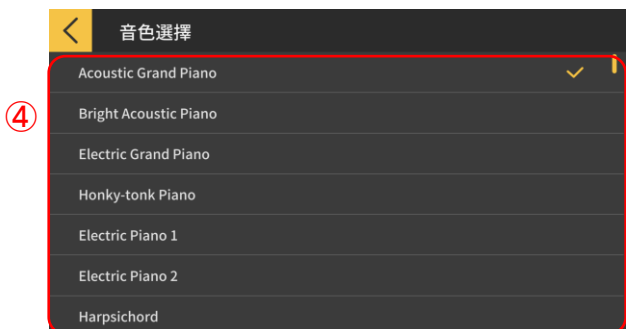 音色選擇
Acoustic Grand Piano
④
Bright Acoustic Piano
Electric Grand Piano
Honky-tonk Piano
Electric Piano 1
Electric Piano 2
Harpsichord